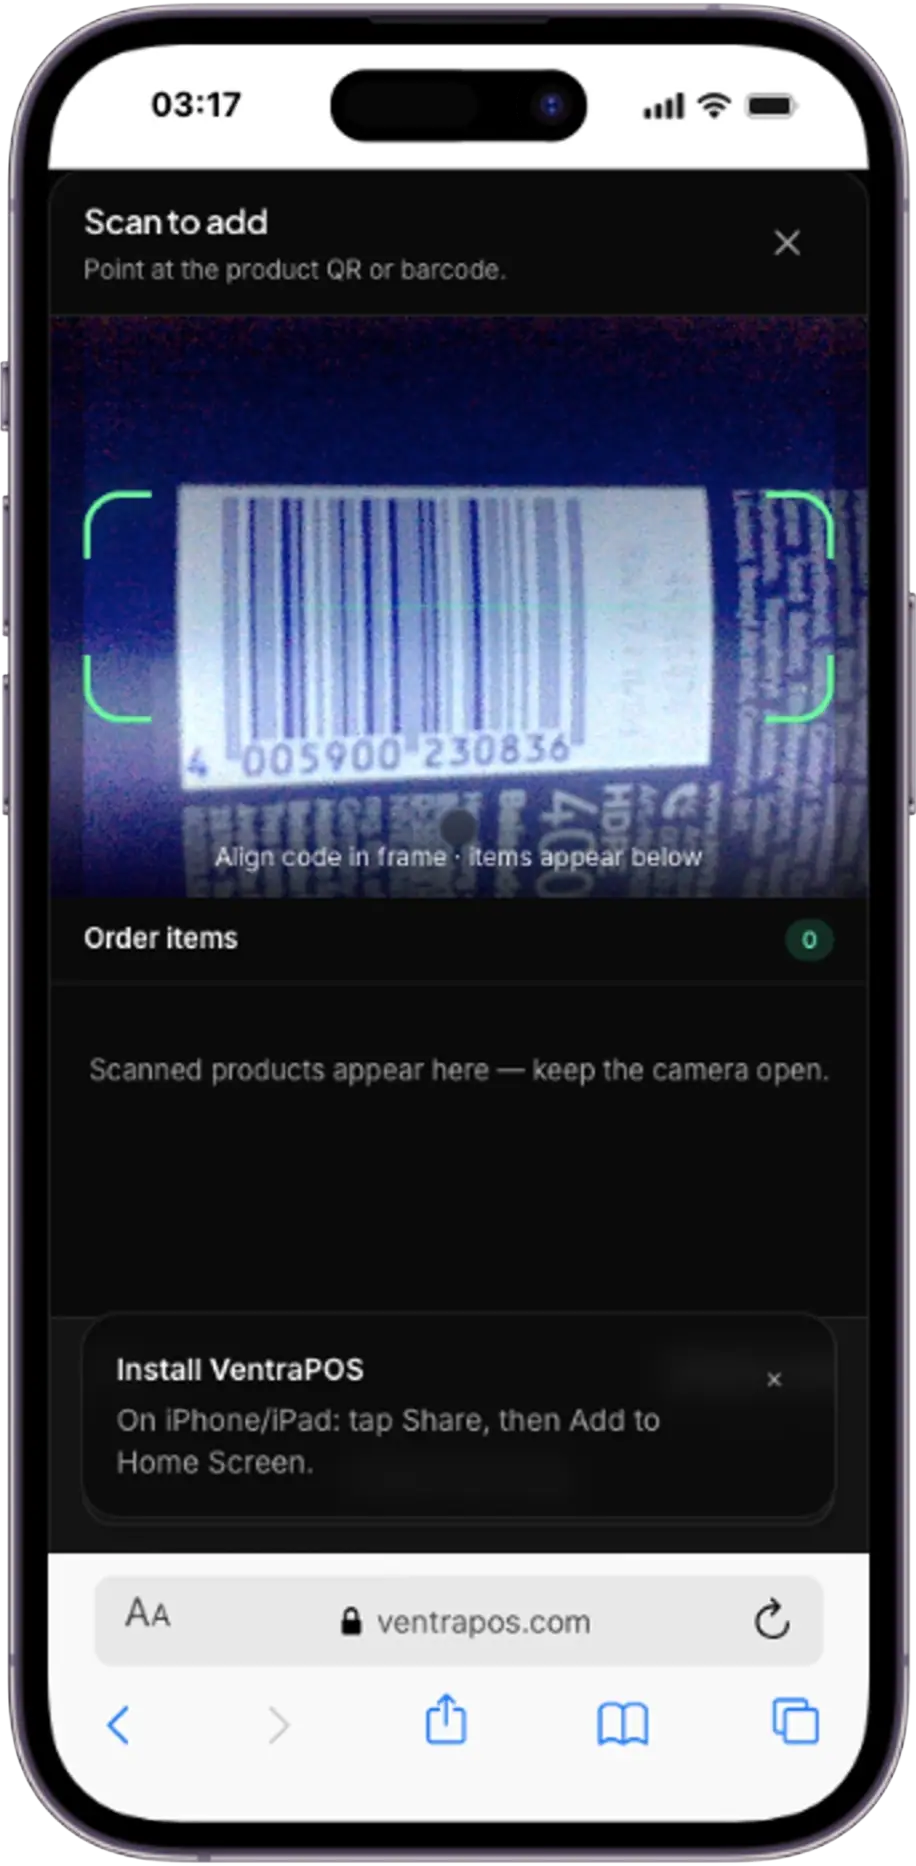 03:17
Scan to add
Point at the product QR or barcode.
4 005900 230836
400
HDPE
Align code in frame · items appear below
Order items
0
Scanned products appear here — keep the camera open.
Install VentraPOS
On iPhone/iPad: tap Share, then Add to
Home Screen.
AA
ventrapos.com